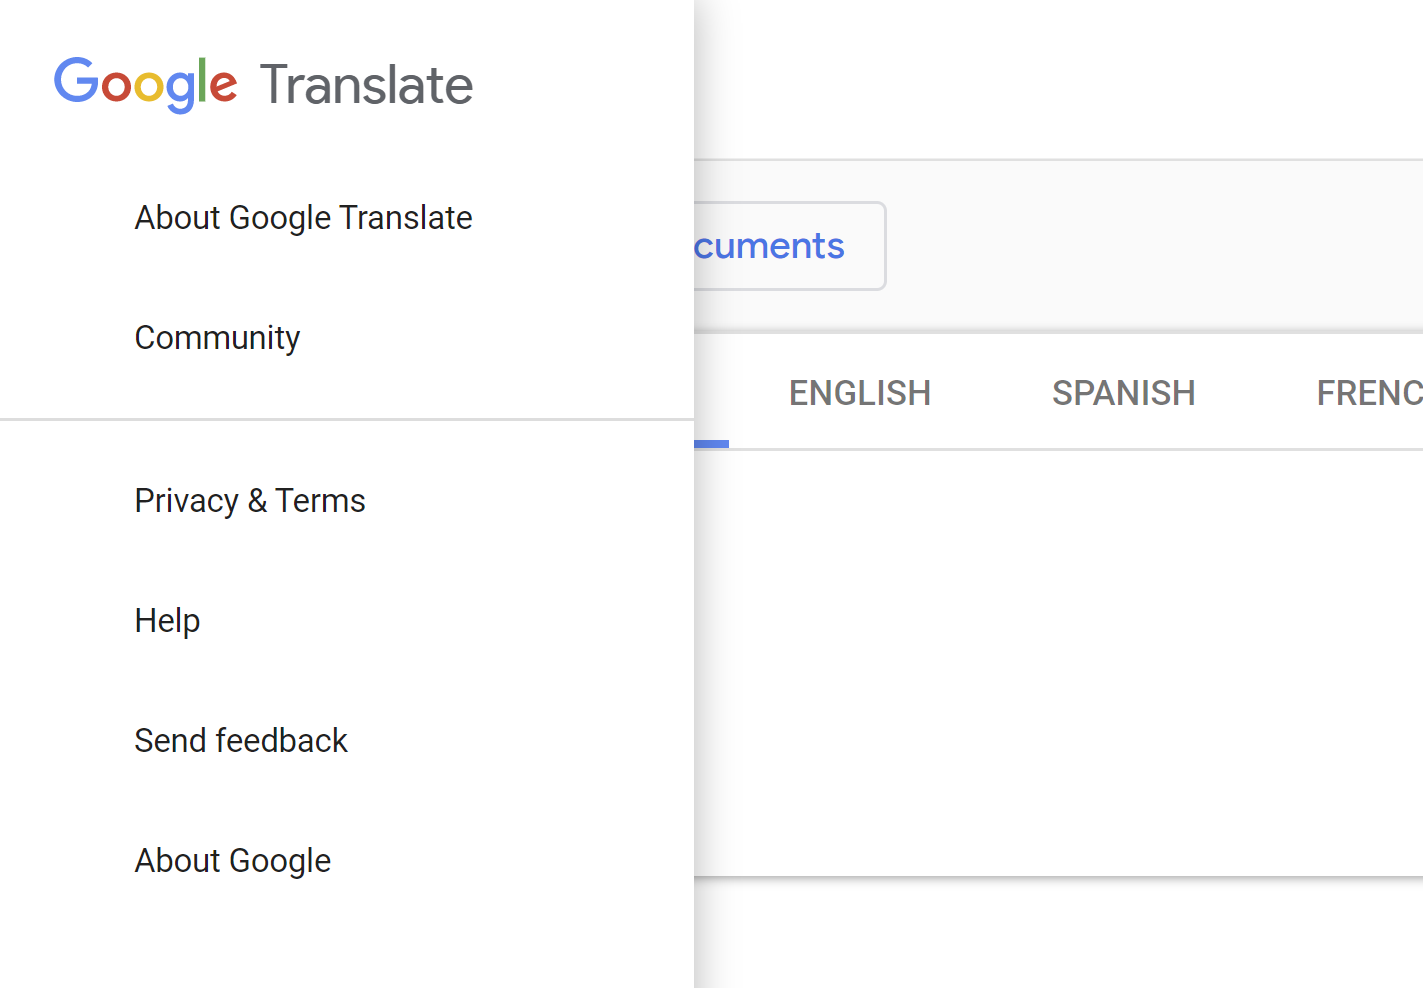 Google Translate
About Google Translate
Community
Privacy & Terms
Help
Send feedback
About Google
cuments
ENGLISH SPANISH FRENC